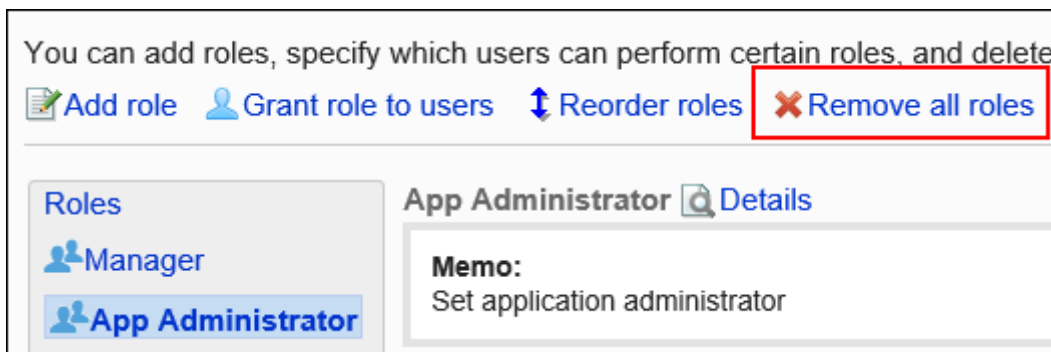 You can add roles, specify which users can perform certain roles, and delete
Add role Grant role to users Reorder roles Remove all roles
Roles
App Administrator Details
Manager
Memo:
Set application administrator
App Administrator